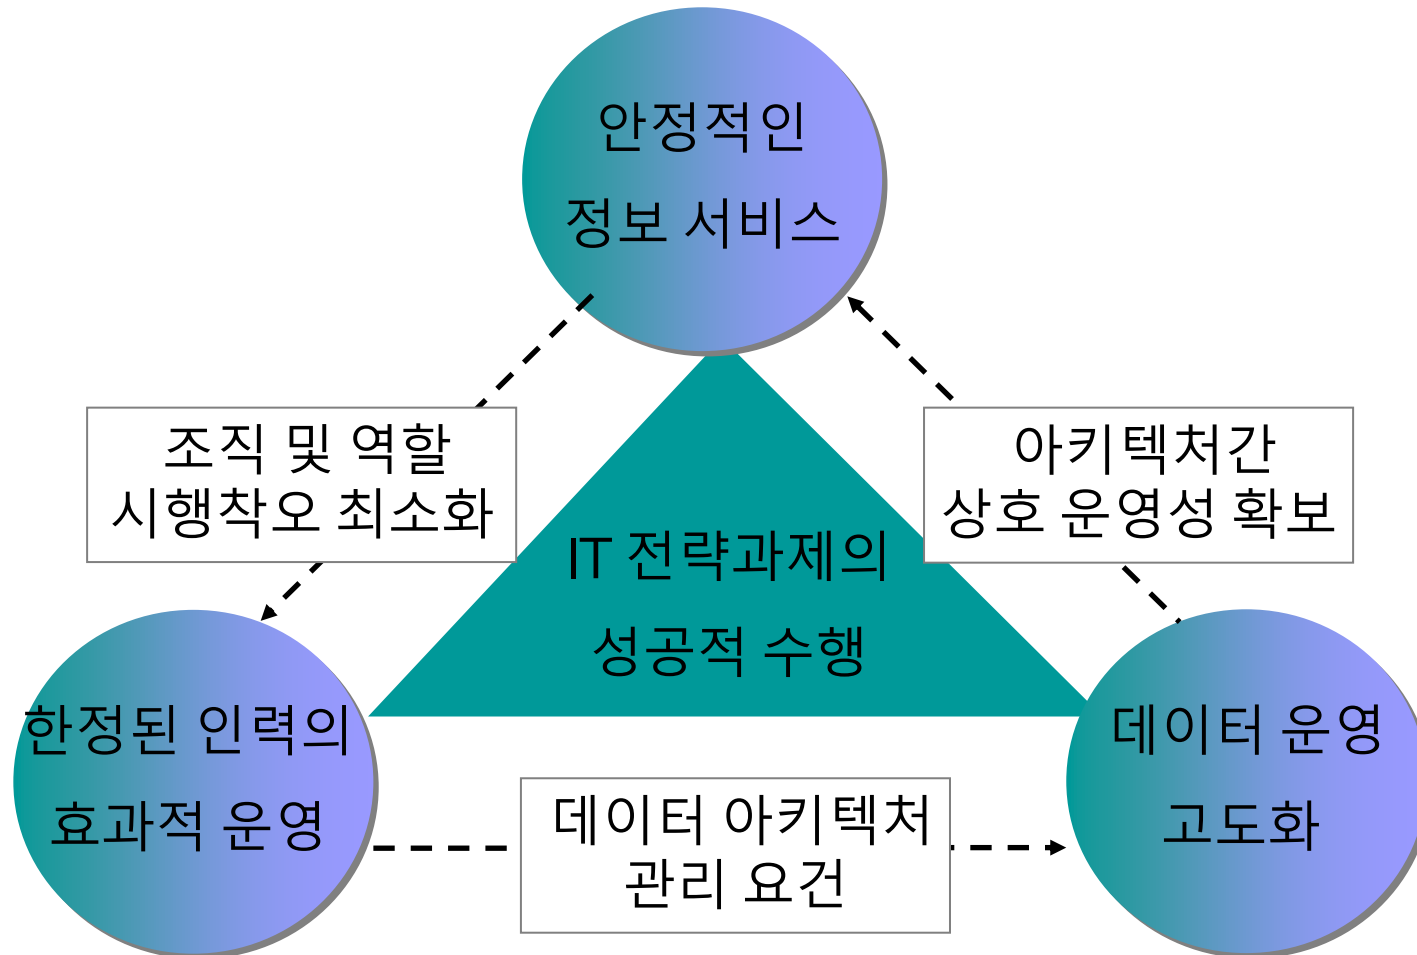 안정적인
정보 서비스
조직 및 역할
시행착오 최소화
아키텍처간
상호 운영성 확보
IT 전략과제의
성공적 수행
한정된 인력의
효과적 운영
데이터 운영
고도화
데이터 아키텍처
관리 요건